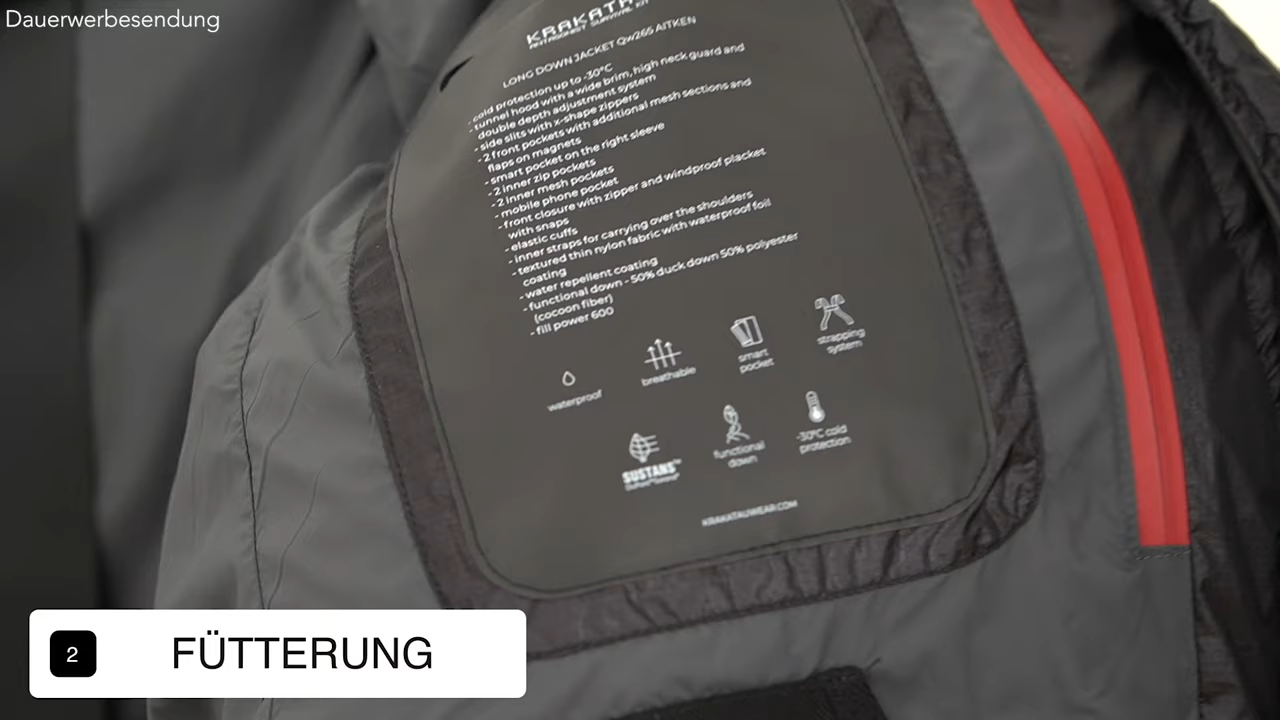 Dauerwerbesendung
KRAKATAU
ANTAGONIST SURVIVAL KIT
LONG DOWN JACKET Qw265 AITKEN
- cold protection up to -30°C
- tunnel hood with a wide brim, high neck guard and
double depth adjustment system
- side slits with x-shape zippers
- 2 front pockets with additional mesh sections and
flaps on magnets
- smart pocket on the right sleeve
- 2 inner zip pockets
- 2 inner mesh pockets
- mobile phone pocket
- front closure with zipper and windproof placket
with snaps
- elastic cuffs
- inner straps for carrying over the shoulders
- textured thin nylon fabric with waterproof foil
coating
- water repellent coating
- functional down - 50% duck down 50% polyester
(cocoon fiber)
- fill power 600
waterproof
breathable
smart
pocket
strapping
system
SUSTANS™
functional
down
-30°C cold
protection
KRAKATAUWEAR.COM
2 FÜTTERUNG